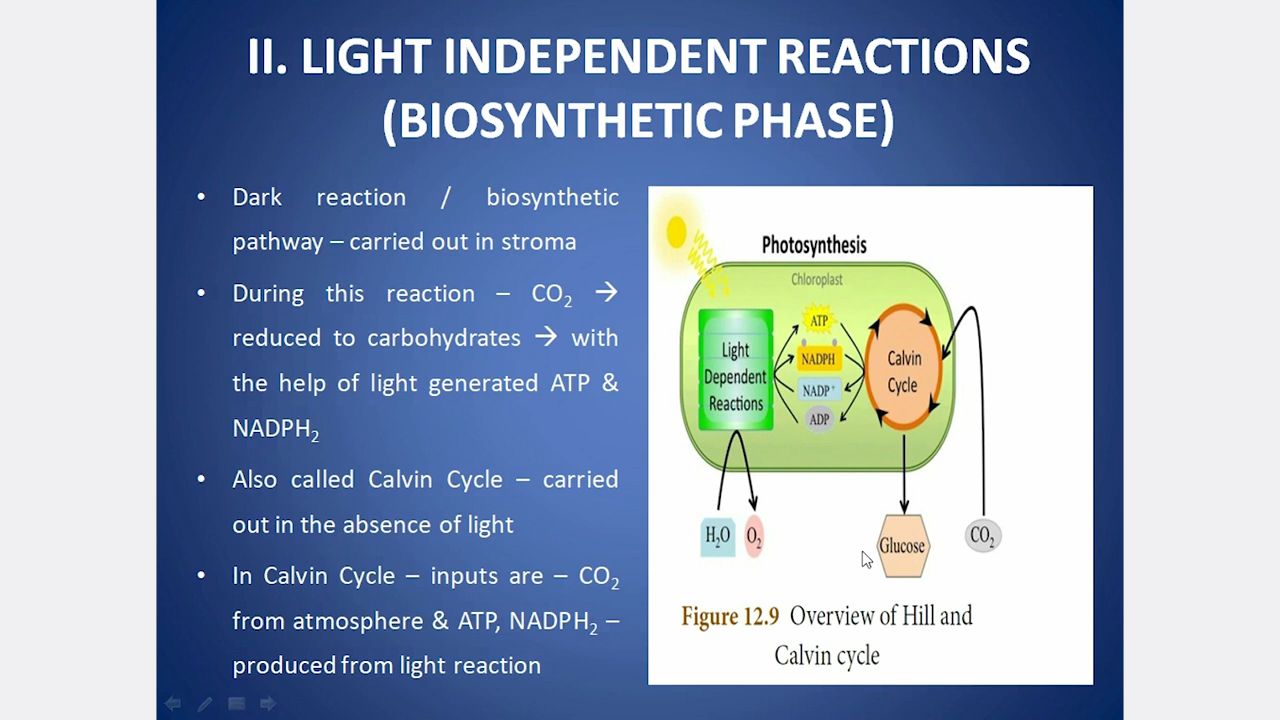 II. LIGHT INDEPENDENT REACTIONS
(BIOSYNTHETIC PHASE)
• Dark reaction / biosynthetic
pathway – carried out in stroma
• During this reaction – CO₂ →
reduced to carbohydrates → with
the help of light generated ATP &
NADPH₂
• Also called Calvin Cycle – carried
out in the absence of light
• In Calvin Cycle – inputs are – CO₂
from atmosphere & ATP, NADPH₂ –
produced from light reaction
Photosynthesis
Chloroplast
Light
Dependent
Reactions
ATP
NADPH
NADP⁺
ADP
Calvin
Cycle
H₂O
O₂
Glucose
CO₂
Figure 12.9 Overview of Hill and
Calvin cycle